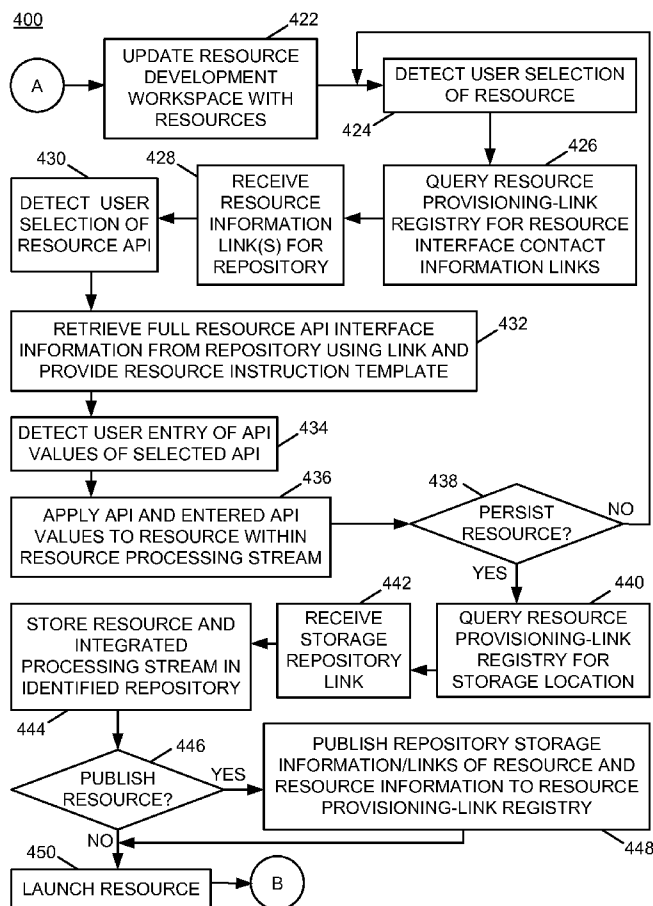 400
A
422
UPDATE RESOURCE
DEVELOPMENT
WORKSPACE WITH
RESOURCES
DETECT USER SELECTION
OF RESOURCE
424
426
QUERY RESOURCE
PROVISIONING-LINK
REGISTRY FOR RESOURCE
INTERFACE CONTACT
INFORMATION LINKS
428
RECEIVE
RESOURCE
INFORMATION
LINK(S) FOR
REPOSITORY
430
DETECT USER
SELECTION OF
RESOURCE API
RETRIEVE FULL RESOURCE API INTERFACE
INFORMATION FROM REPOSITORY USING LINK AND
PROVIDE RESOURCE INSTRUCTION TEMPLATE
432
DETECT USER ENTRY OF API
VALUES OF SELECTED API
434
436
APPLY API AND ENTERED API
VALUES TO RESOURCE WITHIN
RESOURCE PROCESSING STREAM
438
PERSIST
RESOURCE?
NO
YES
440
QUERY RESOURCE
PROVISIONING-LINK
REGISTRY FOR
STORAGE LOCATION
442
RECEIVE
STORAGE
REPOSITORY
LINK
STORE RESOURCE AND
INTEGRATED
PROCESSING STREAM IN
IDENTIFIED REPOSITORY
444
446
PUBLISH
RESOURCE?
YES
NO
PUBLISH REPOSITORY STORAGE
INFORMATION/LINKS OF RESOURCE AND
RESOURCE INFORMATION TO RESOURCE
PROVISIONING-LINK REGISTRY
448
450
LAUNCH RESOURCE
B